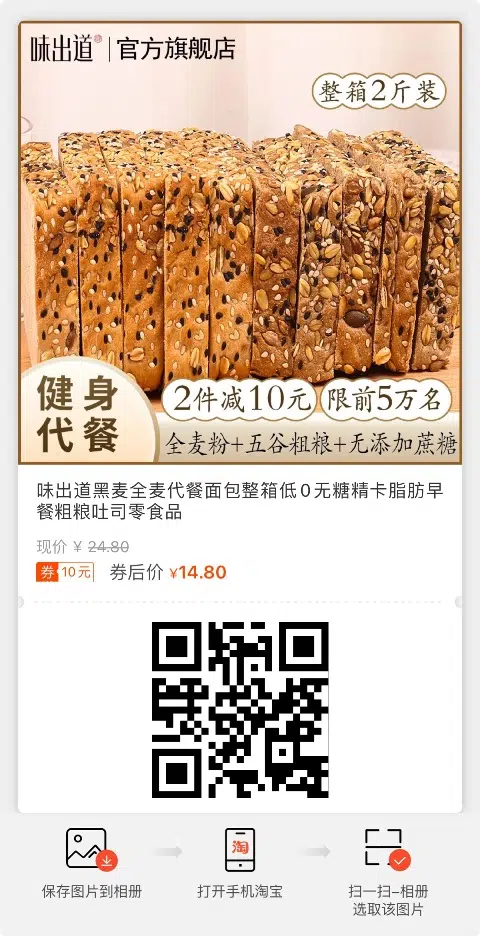 味出道 官方旗舰店
整箱2斤装
健身
代餐
2件减10元 限前5万名
全麦粉+五谷粗粮+无添加蔗糖
味出道黑麦全麦代餐面包整箱低0无糖精卡脂肪早
餐粗粮吐司零食品
现价 ¥ 24.80
券 10元 券后价 ¥14.80
淘
保存图片到相册 打开手机淘宝 扫一扫-相册
选取该图片